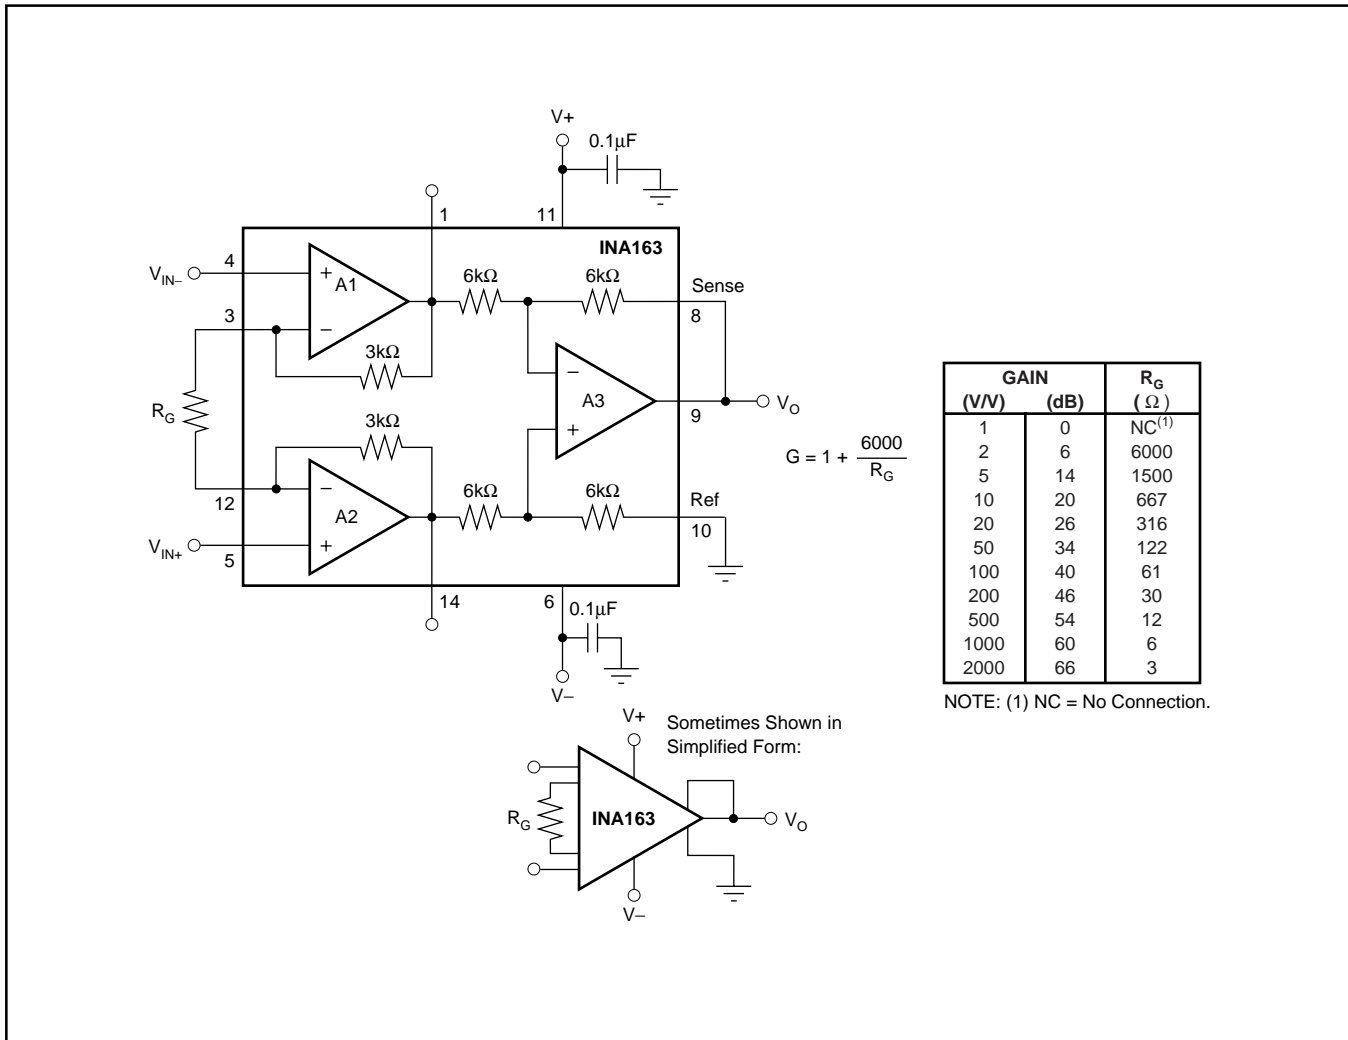 V+
0.1µF
1
11
INA163
V_IN–
4
+
A1
6kΩ
6kΩ
Sense
8
3
–
3kΩ
R_G
–
A3
+
9
V_O
3kΩ
12
–
A2
+
6kΩ
6kΩ
Ref
10
V_IN+
5
14
6
0.1µF
V–
G = 1 + 6000 / R_G
GAIN R_G
(V/V) (dB) (Ω)
1 0 NC(1)
2 6 6000
5 14 1500
10 20 667
20 26 316
50 34 122
100 40 61
200 46 30
500 54 12
1000 60 6
2000 66 3
NOTE: (1) NC = No Connection.
Sometimes Shown in
Simplified Form:
V+
R_G
INA163
V_O
V–